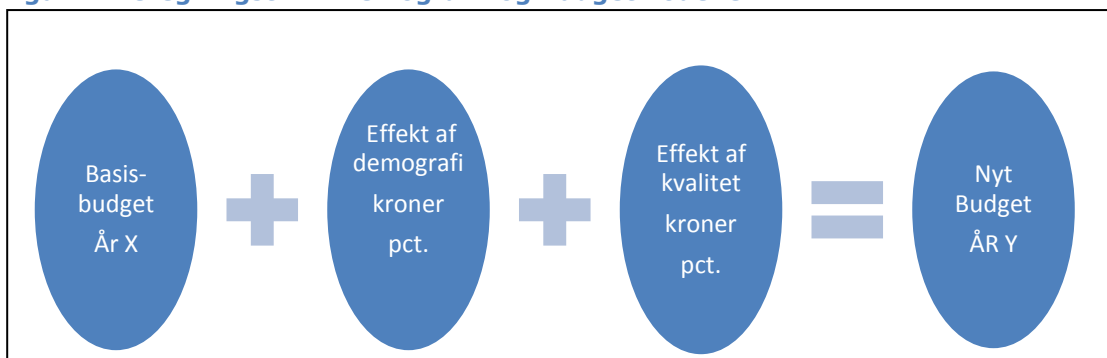 Basis-
budget
År X
Effekt af
demografi
kroner
pct.
Effekt af
kvalitet
kroner
pct.
Nyt
Budget
ÅR Y